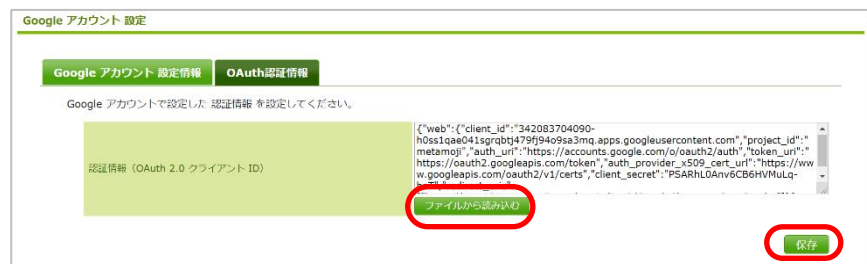 Google アカウント 設定
Google アカウント 設定情報 OAuth認証情報
Google アカウントで設定した 認証情報 を設定してください。
認証情報（OAuth 2.0 クライアント ID）
{"web":{"client_id":"342083704090-
h0ss1qae041sgrqbtj479fj94o9sa3mq.apps.googleusercontent.com","project_id":"
metamoji","auth_uri":"https://accounts.google.com/o/oauth2/auth","token_uri":"
https://oauth2.googleapis.com/token","auth_provider_x509_cert_url":"https://ww
w.googleapis.com/oauth2/v1/certs","client_secret":"PSARhL0Anv6CB6HVMuLq-
ファイルから読み込む
保存